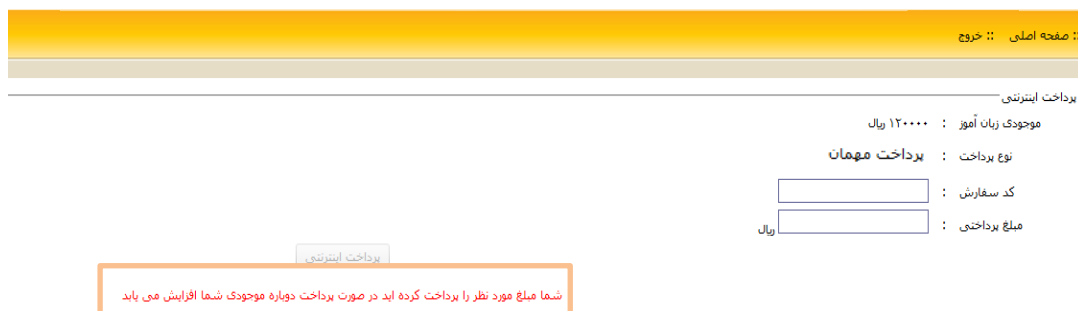 :: صفحه اصلی :: خروج
پرداخت اینترنتی
موجودی زبان آموز : ۱۲۰۰۰۰ ریال
نوع پرداخت : پرداخت مهمان
کد سفارش :
مبلغ پرداختی : ریال
پرداخت اینترنتی
شما مبلغ مورد نظر را پرداخت کرده اید در صورت پرداخت دوباره موجودی شما افزایش می یابد